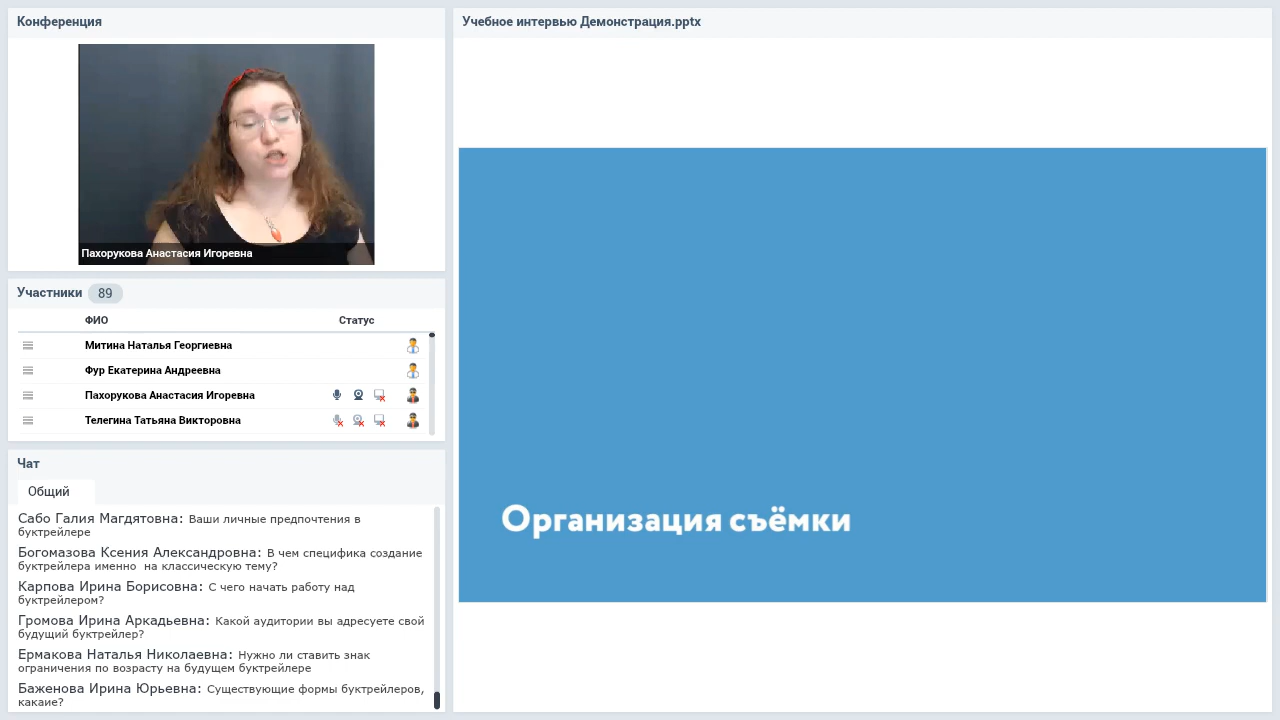 Конференция
Пахорукова Анастасия Игоревна
Участники 89
ФИО Статус
Митина Наталья Георгиевна
Фур Екатерина Андреевна
Пахорукова Анастасия Игоревна
Телегина Татьяна Викторовна
Чат
Общий
Сабо Галия Магдятовна: Ваши личные предпочтения в
буктрейлере
Богомазова Ксения Александровна: В чем специфика создание
буктрейлера именно на классическую тему?
Карпова Ирина Борисовна: С чего начать работу над
буктрейлером?
Громова Ирина Аркадьевна: Какой аудитории вы адресуете свой
будущий буктрейлер?
Ермакова Наталья Николаевна: Нужно ли ставить знак
ограничения по возрасту на будущем буктрейлере
Баженова Ирина Юрьевна: Существующие формы буктрейлеров,
какаие?
Учебное интервью Демонстрация.pptx
Организация съёмки